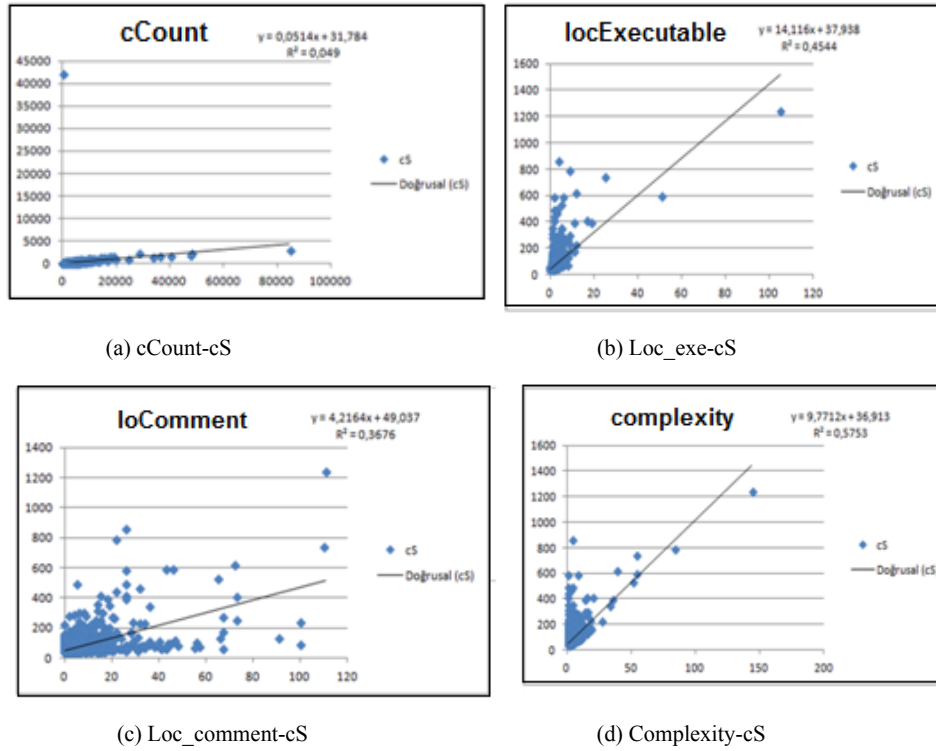 cCount
y = 0,0514x + 31,784
R² = 0,049
45000
40000
35000
30000
25000
20000
15000
10000
5000
0
0 20000 40000 60000 80000 100000
cS
Doğrusal (cS)
(a) cCount-cS
locExecutable
y = 14,116x + 37,938
R² = 0,4544
1600
1400
1200
1000
800
600
400
200
0
0 20 40 60 80 100 120
cS
Doğrusal (cS)
(b) Loc_exe-cS
loComment
y = 4,2164x + 49,037
R² = 0,3676
1400
1200
1000
800
600
400
200
0
0 20 40 60 80 100 120
cS
Doğrusal (cS)
(c) Loc_comment-cS
complexity
y = 9,7712x + 36,913
R² = 0,5753
1600
1400
1200
1000
800
600
400
200
0
0 50 100 150 200
cS
Doğrusal (cS)
(d) Complexity-cS